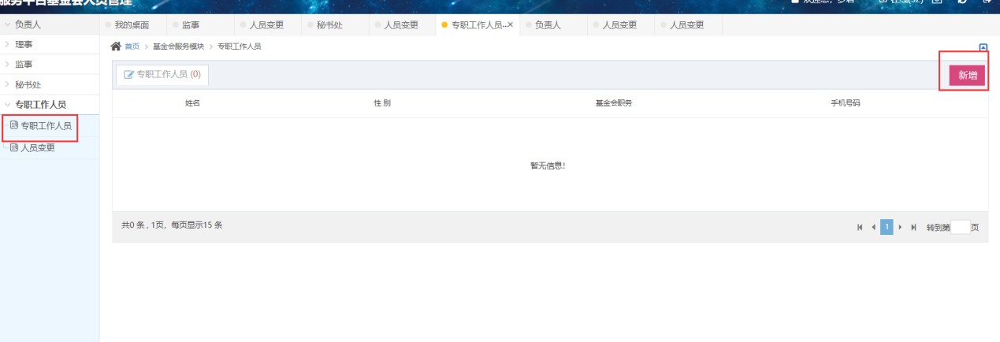 服务平台基金会人员管理
欢迎您，
在线(52)
负责人
我的桌面 监事 人员变更 秘书处 人员变更 专职工作人员..× 负责人 人员变更 人员变更
理事
首页 > 基金会服务模块 > 专职工作人员
监事
专职工作人员 (0)
新增
秘书处
专职工作人员
姓名 性别 基金会职务 手机号码
专职工作人员
人员变更
暂无信息!
共0 条 , 1页, 每页显示15 条
1 转到第 页